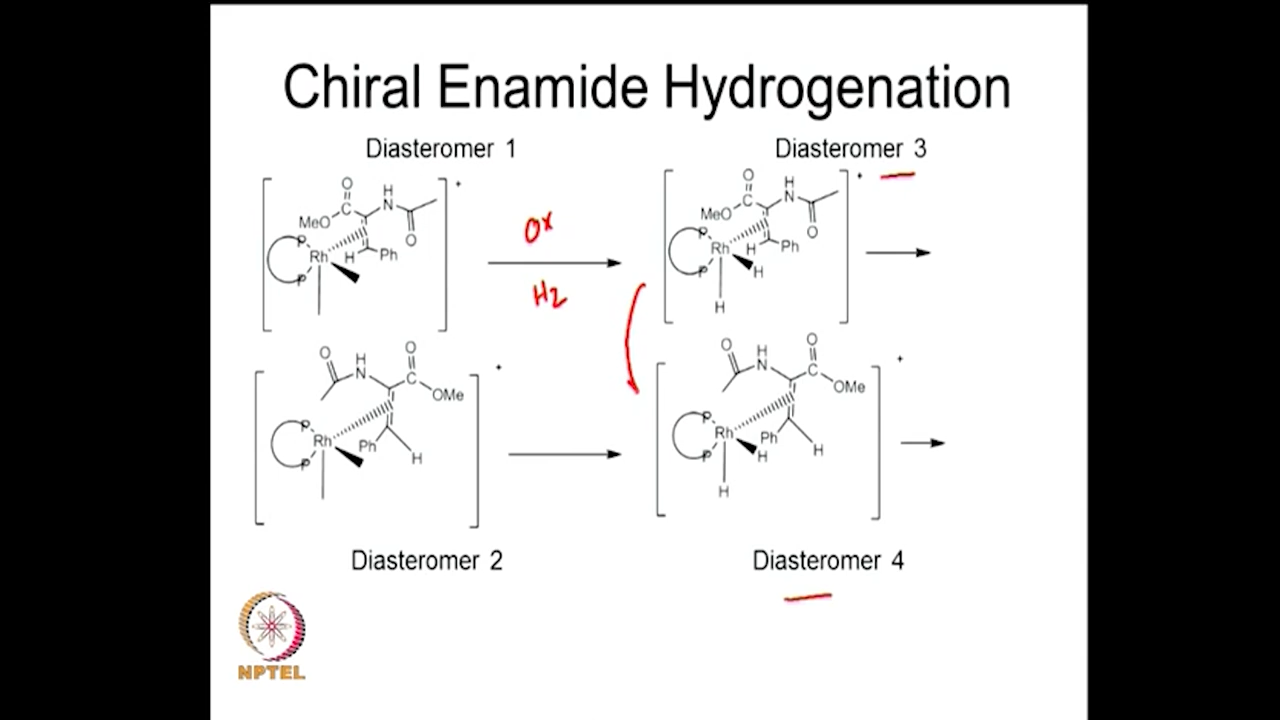 Chiral Enamide Hydrogenation
Diasteromer 1
Diasteromer 3
O
C
H
N
MeO
O
P
Rh
P
H
Ph
+
Ox
H2
O
C
H
N
MeO
O
P
Rh
P
H
Ph
H
H
+
O
H
N
O
C
OMe
P
Rh
P
Ph
H
+
O
H
N
O
C
OMe
P
Rh
P
Ph
H
H
H
+
Diasteromer 2
Diasteromer 4
NPTEL